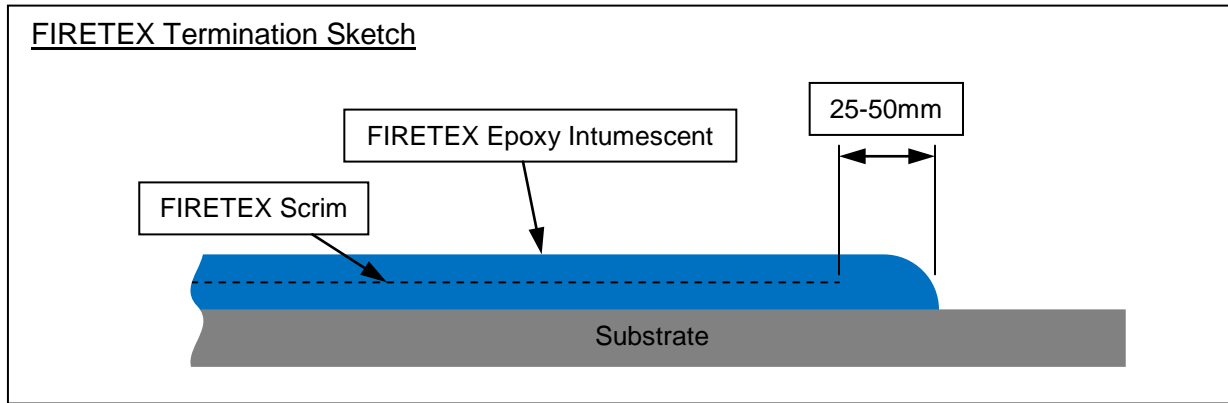 FIRETEX Termination Sketch
25-50mm
FIRETEX Epoxy Intumescent
FIRETEX Scrim
Substrate